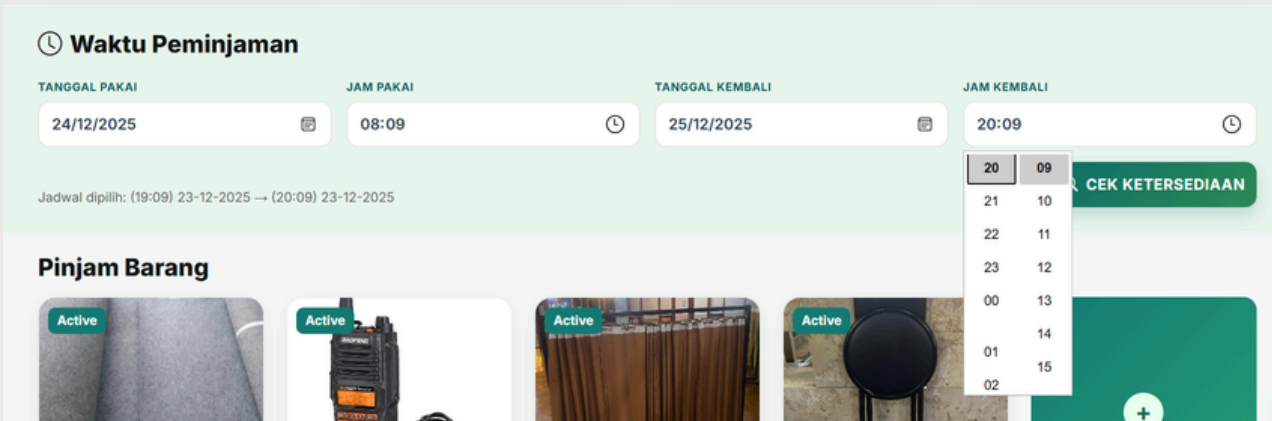 Waktu Peminjaman
TANGGAL PAKAI JAM PAKAI TANGGAL KEMBALI JAM KEMBALI
24/12/2025 08:09 25/12/2025 20:09
20 09
CEK KETERSEDIAAN
Jadwal dipilih: (19:09) 23-12-2025 → (20:09) 23-12-2025
21 10
22 11
23 12
00 13
14
01
15
02
Pinjam Barang
Active Active Active Active
BAOFENG
+